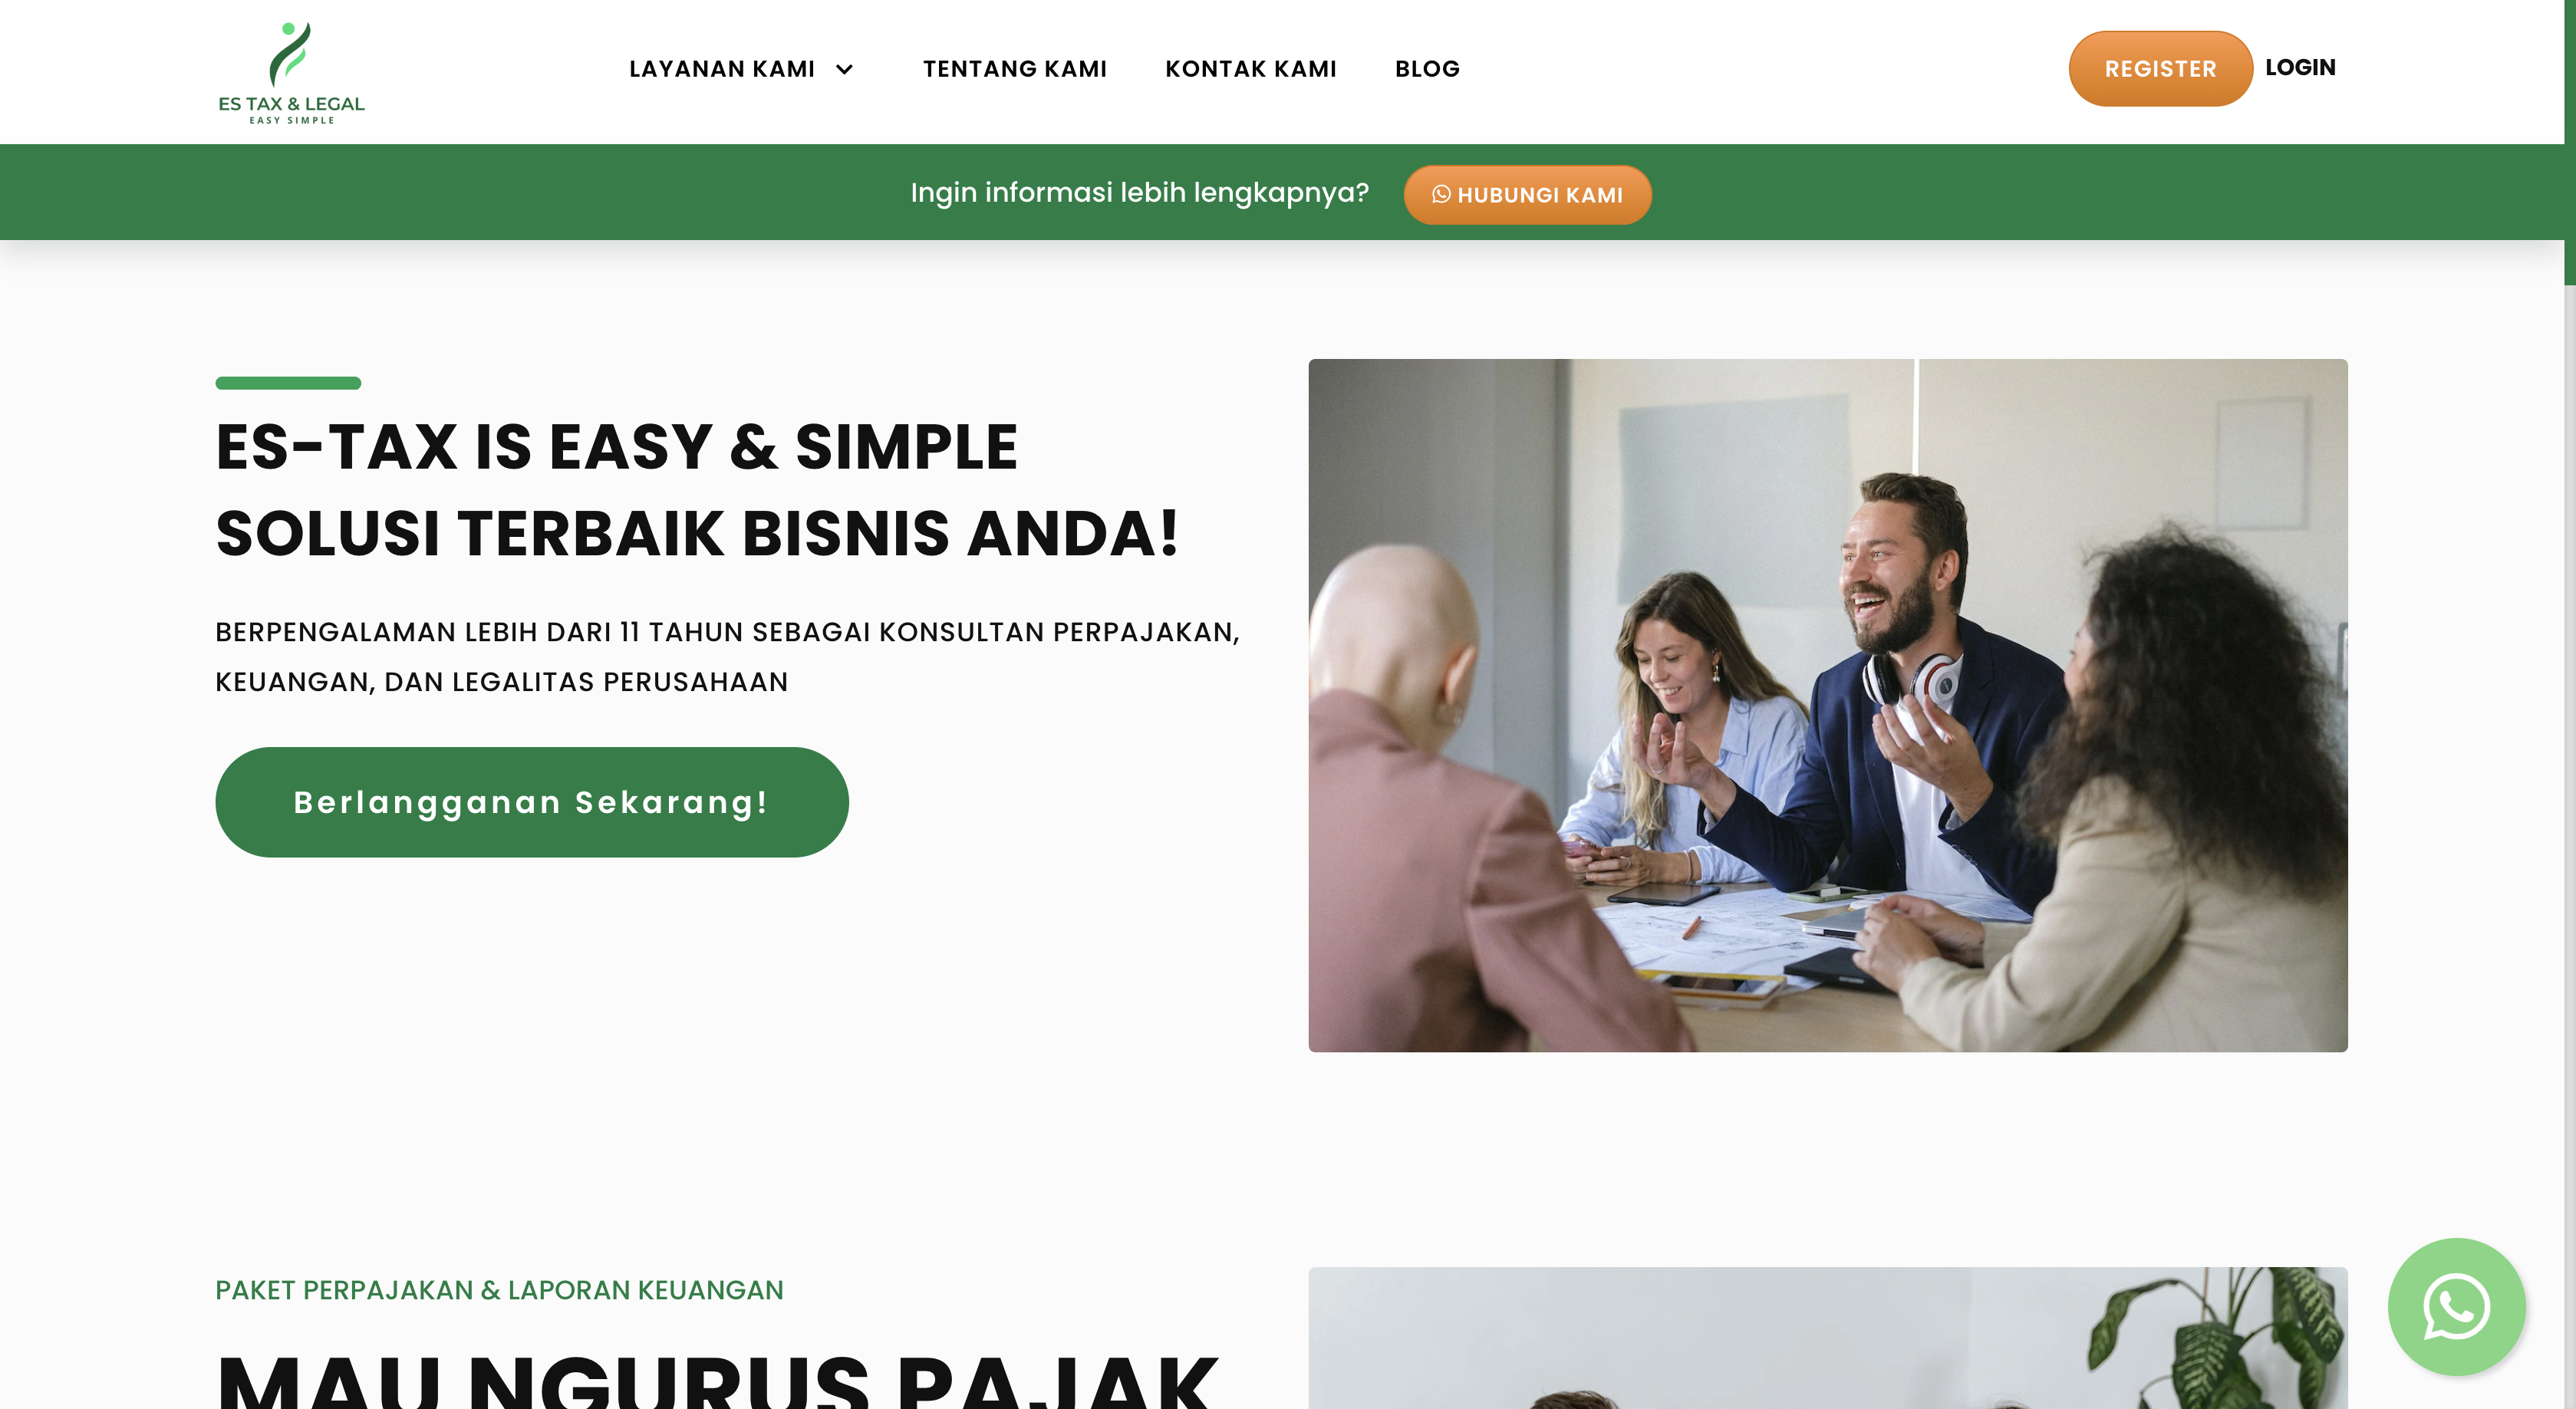 ES TAX & LEGAL
EASY SIMPLE
LAYANAN KAMI
TENTANG KAMI
KONTAK KAMI
BLOG
REGISTER
LOGIN
Ingin informasi lebih lengkapnya?
HUBUNGI KAMI
ES-TAX IS EASY & SIMPLE
SOLUSI TERBAIK BISNIS ANDA!
BERPENGALAMAN LEBIH DARI 11 TAHUN SEBAGAI KONSULTAN PERPAJAKAN,
KEUANGAN, DAN LEGALITAS PERUSAHAAN
Berlangganan Sekarang!
PAKET PERPAJAKAN & LAPORAN KEUANGAN
MAU NGURUS PAJAK